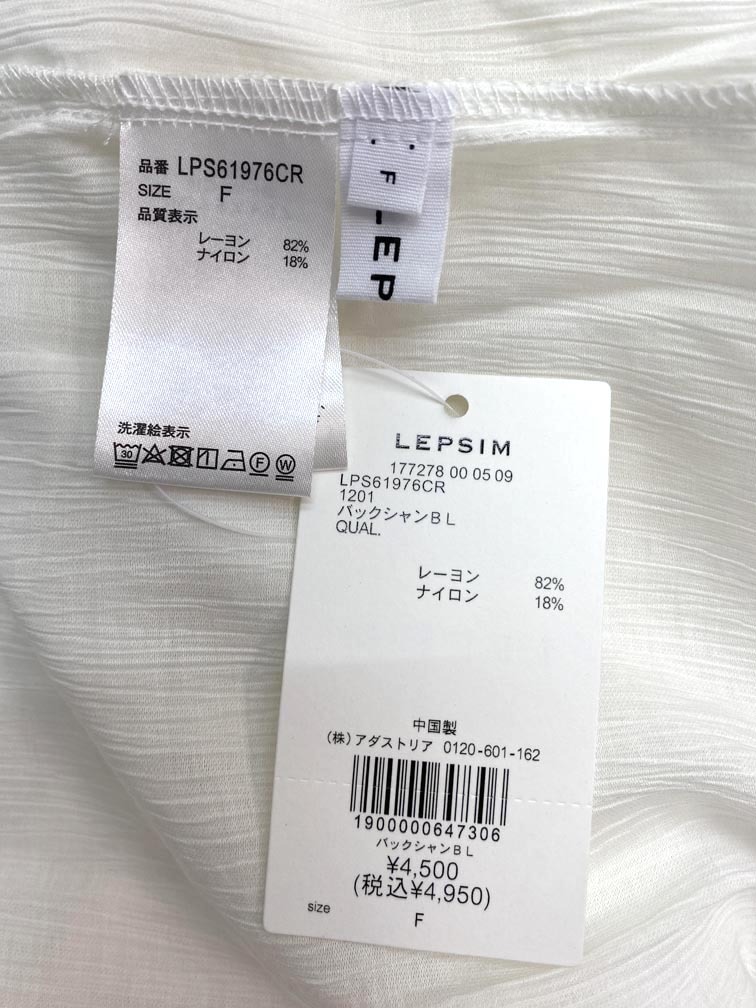 品番 LPS61976CR
SIZE F
品質表示
レーヨン 82%
ナイロン 18%
洗濯絵表示
30
F
W
F
LEP
LEPSIM
177278 00 05 09
LPS61976CR
1201
バックシャンBL
QUAL.
レーヨン 82%
ナイロン 18%
中国製
(株)アダストリア 0120-601-162
1900000647306
バックシャンBL
¥4,500
(税込¥4,950)
size F